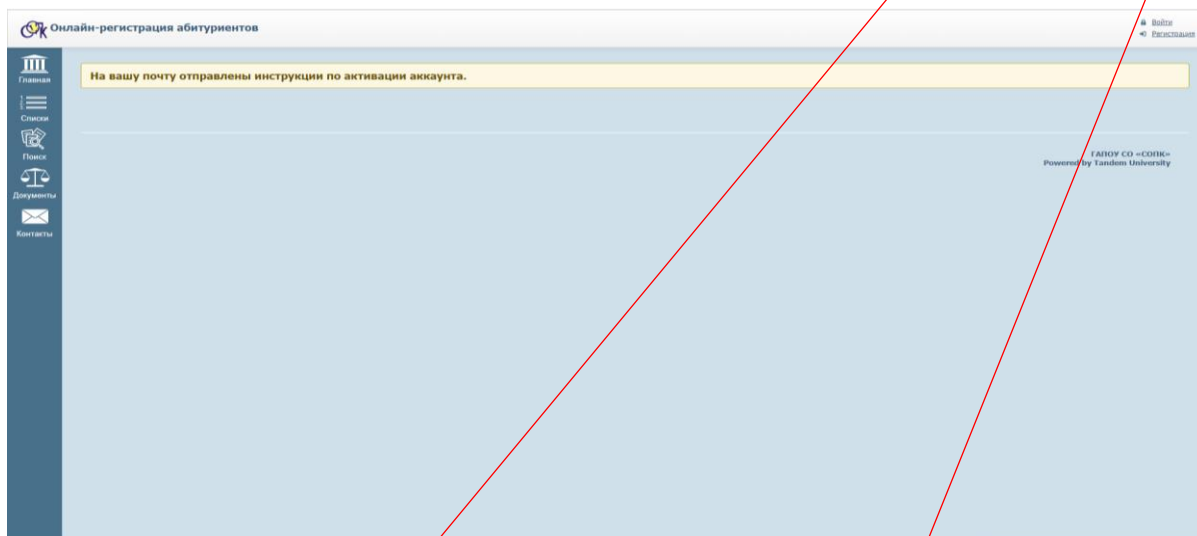 Онлайн-регистрация абитуриентов
Войти
Регистрация
Главная
Списки
Поиск
Документы
Контакты
На вашу почту отправлены инструкции по активации аккаунта.
ГАПОУ СО «СОПК»
Powered by Tandem University